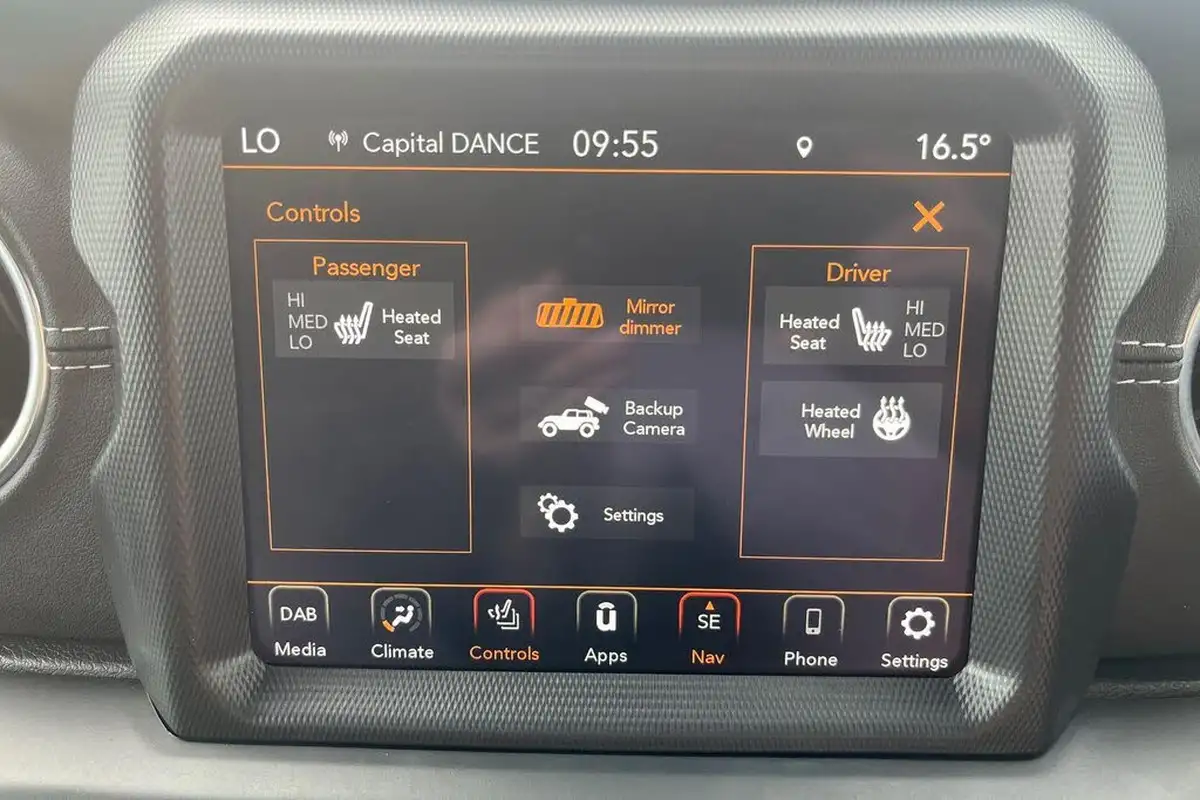 LO Capital DANCE 09:55 16.5°
Controls
Passenger
HI
MED
LO
Heated
Seat
Mirror
dimmer
Backup
Camera
Settings
Driver
Heated
Seat
HI
MED
LO
Heated
Wheel
DAB
Media
Climate
Controls
Apps
SE
Nav
Phone
Settings